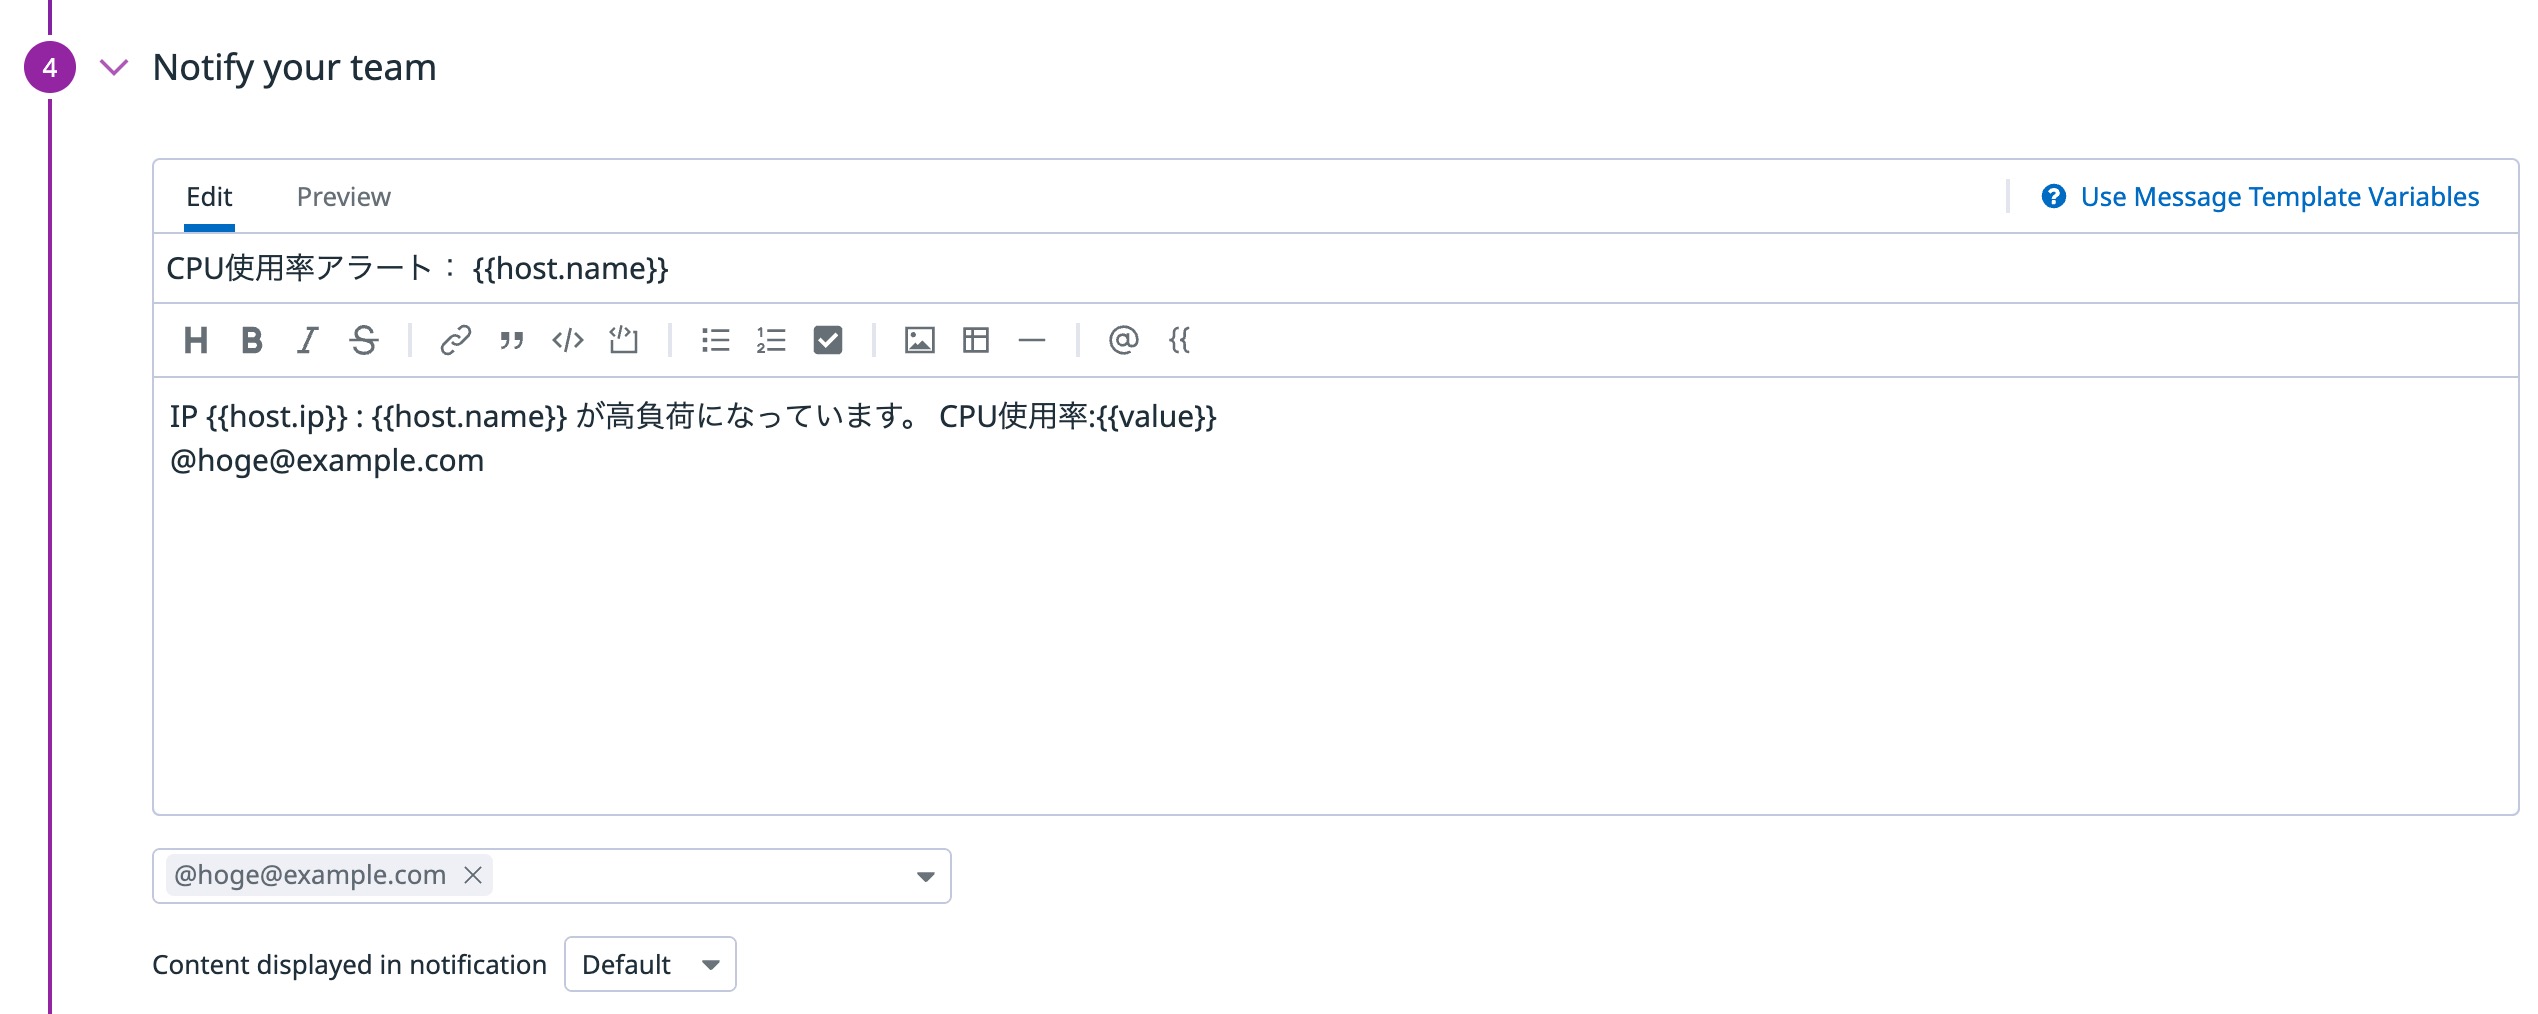 4 Notify your team
Edit Preview Use Message Template Variables
CPU使用率アラート： {{host.name}}
IP {{host.ip}} : {{host.name}} が高負荷になっています。 CPU使用率:{{value}}
@hoge@example.com
@hoge@example.com
Content displayed in notification Default